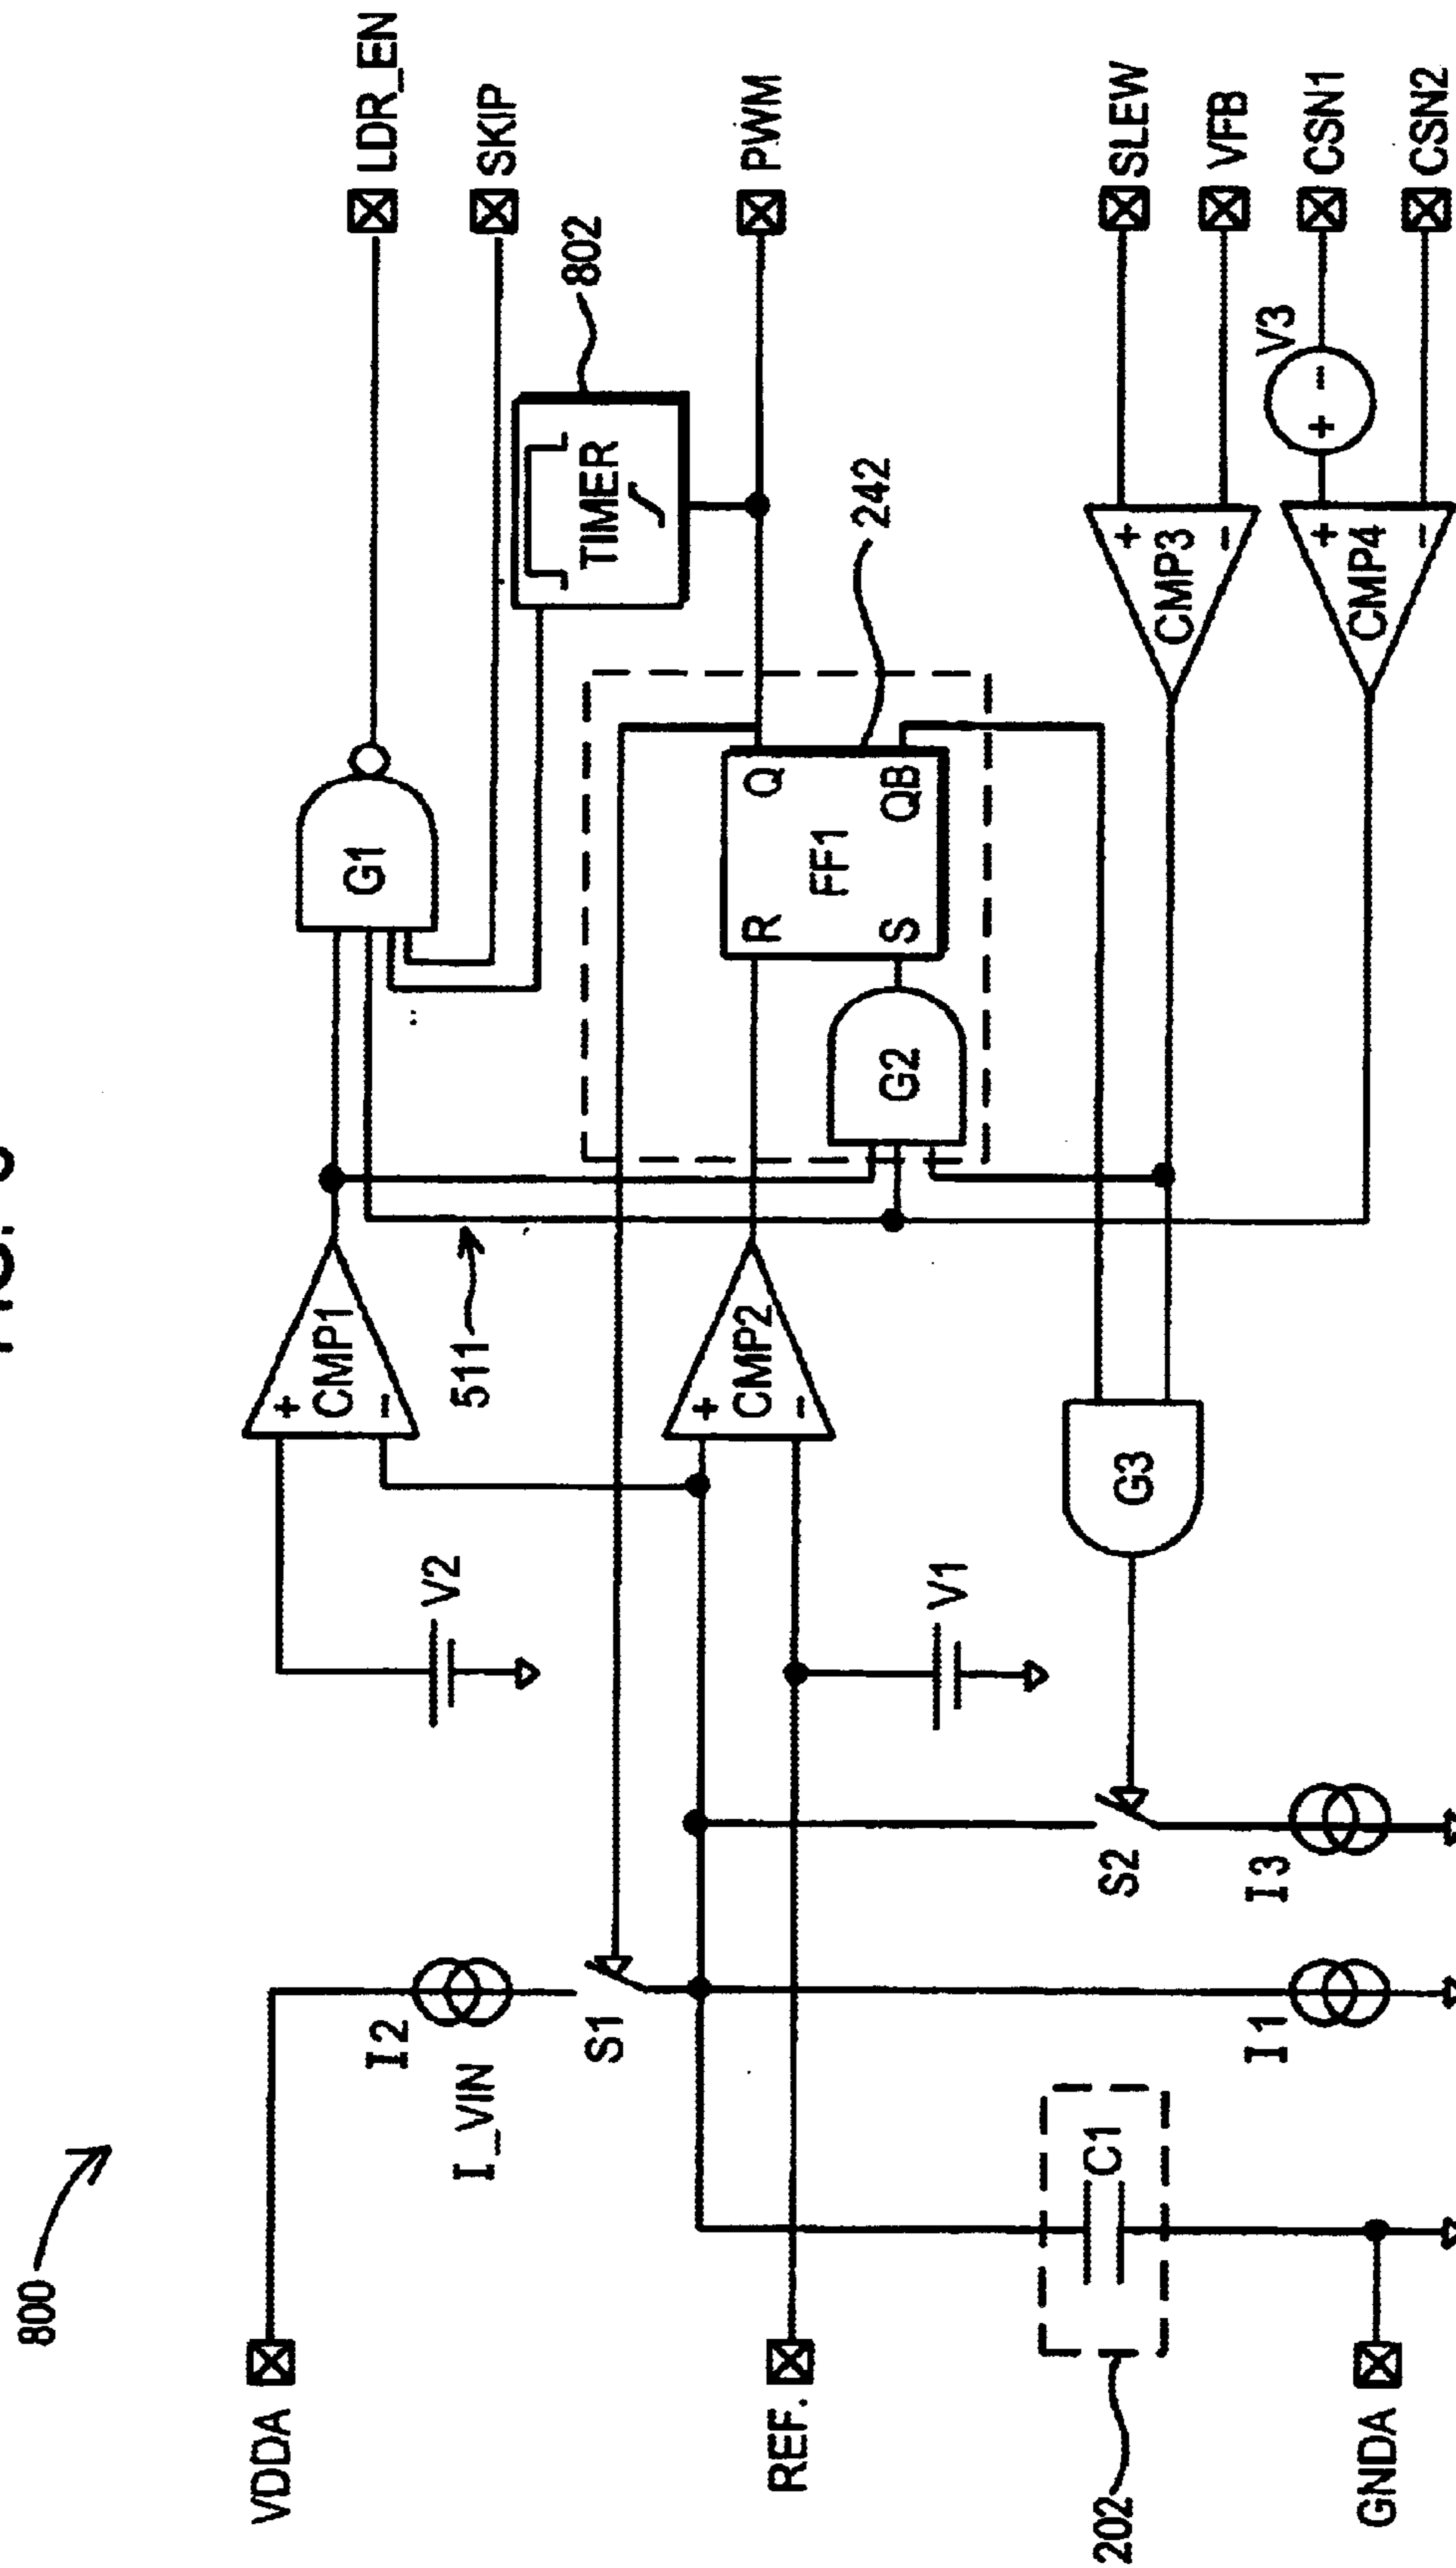 800
VDDA
REF.
GNDA
202
C1
I2
I_VIN
S1
I1
S2
I3
V2
V1
+
CMP1
−
+
CMP2
−
511
G3
G1
G2
R
Q
FF1
S
QB
242
TIMER
802
+
CMP3
−
+
CMP4
−
V3
+ −
LDR_EN
SKIP
PWM
SLEW
VFB
CSN1
CSN2